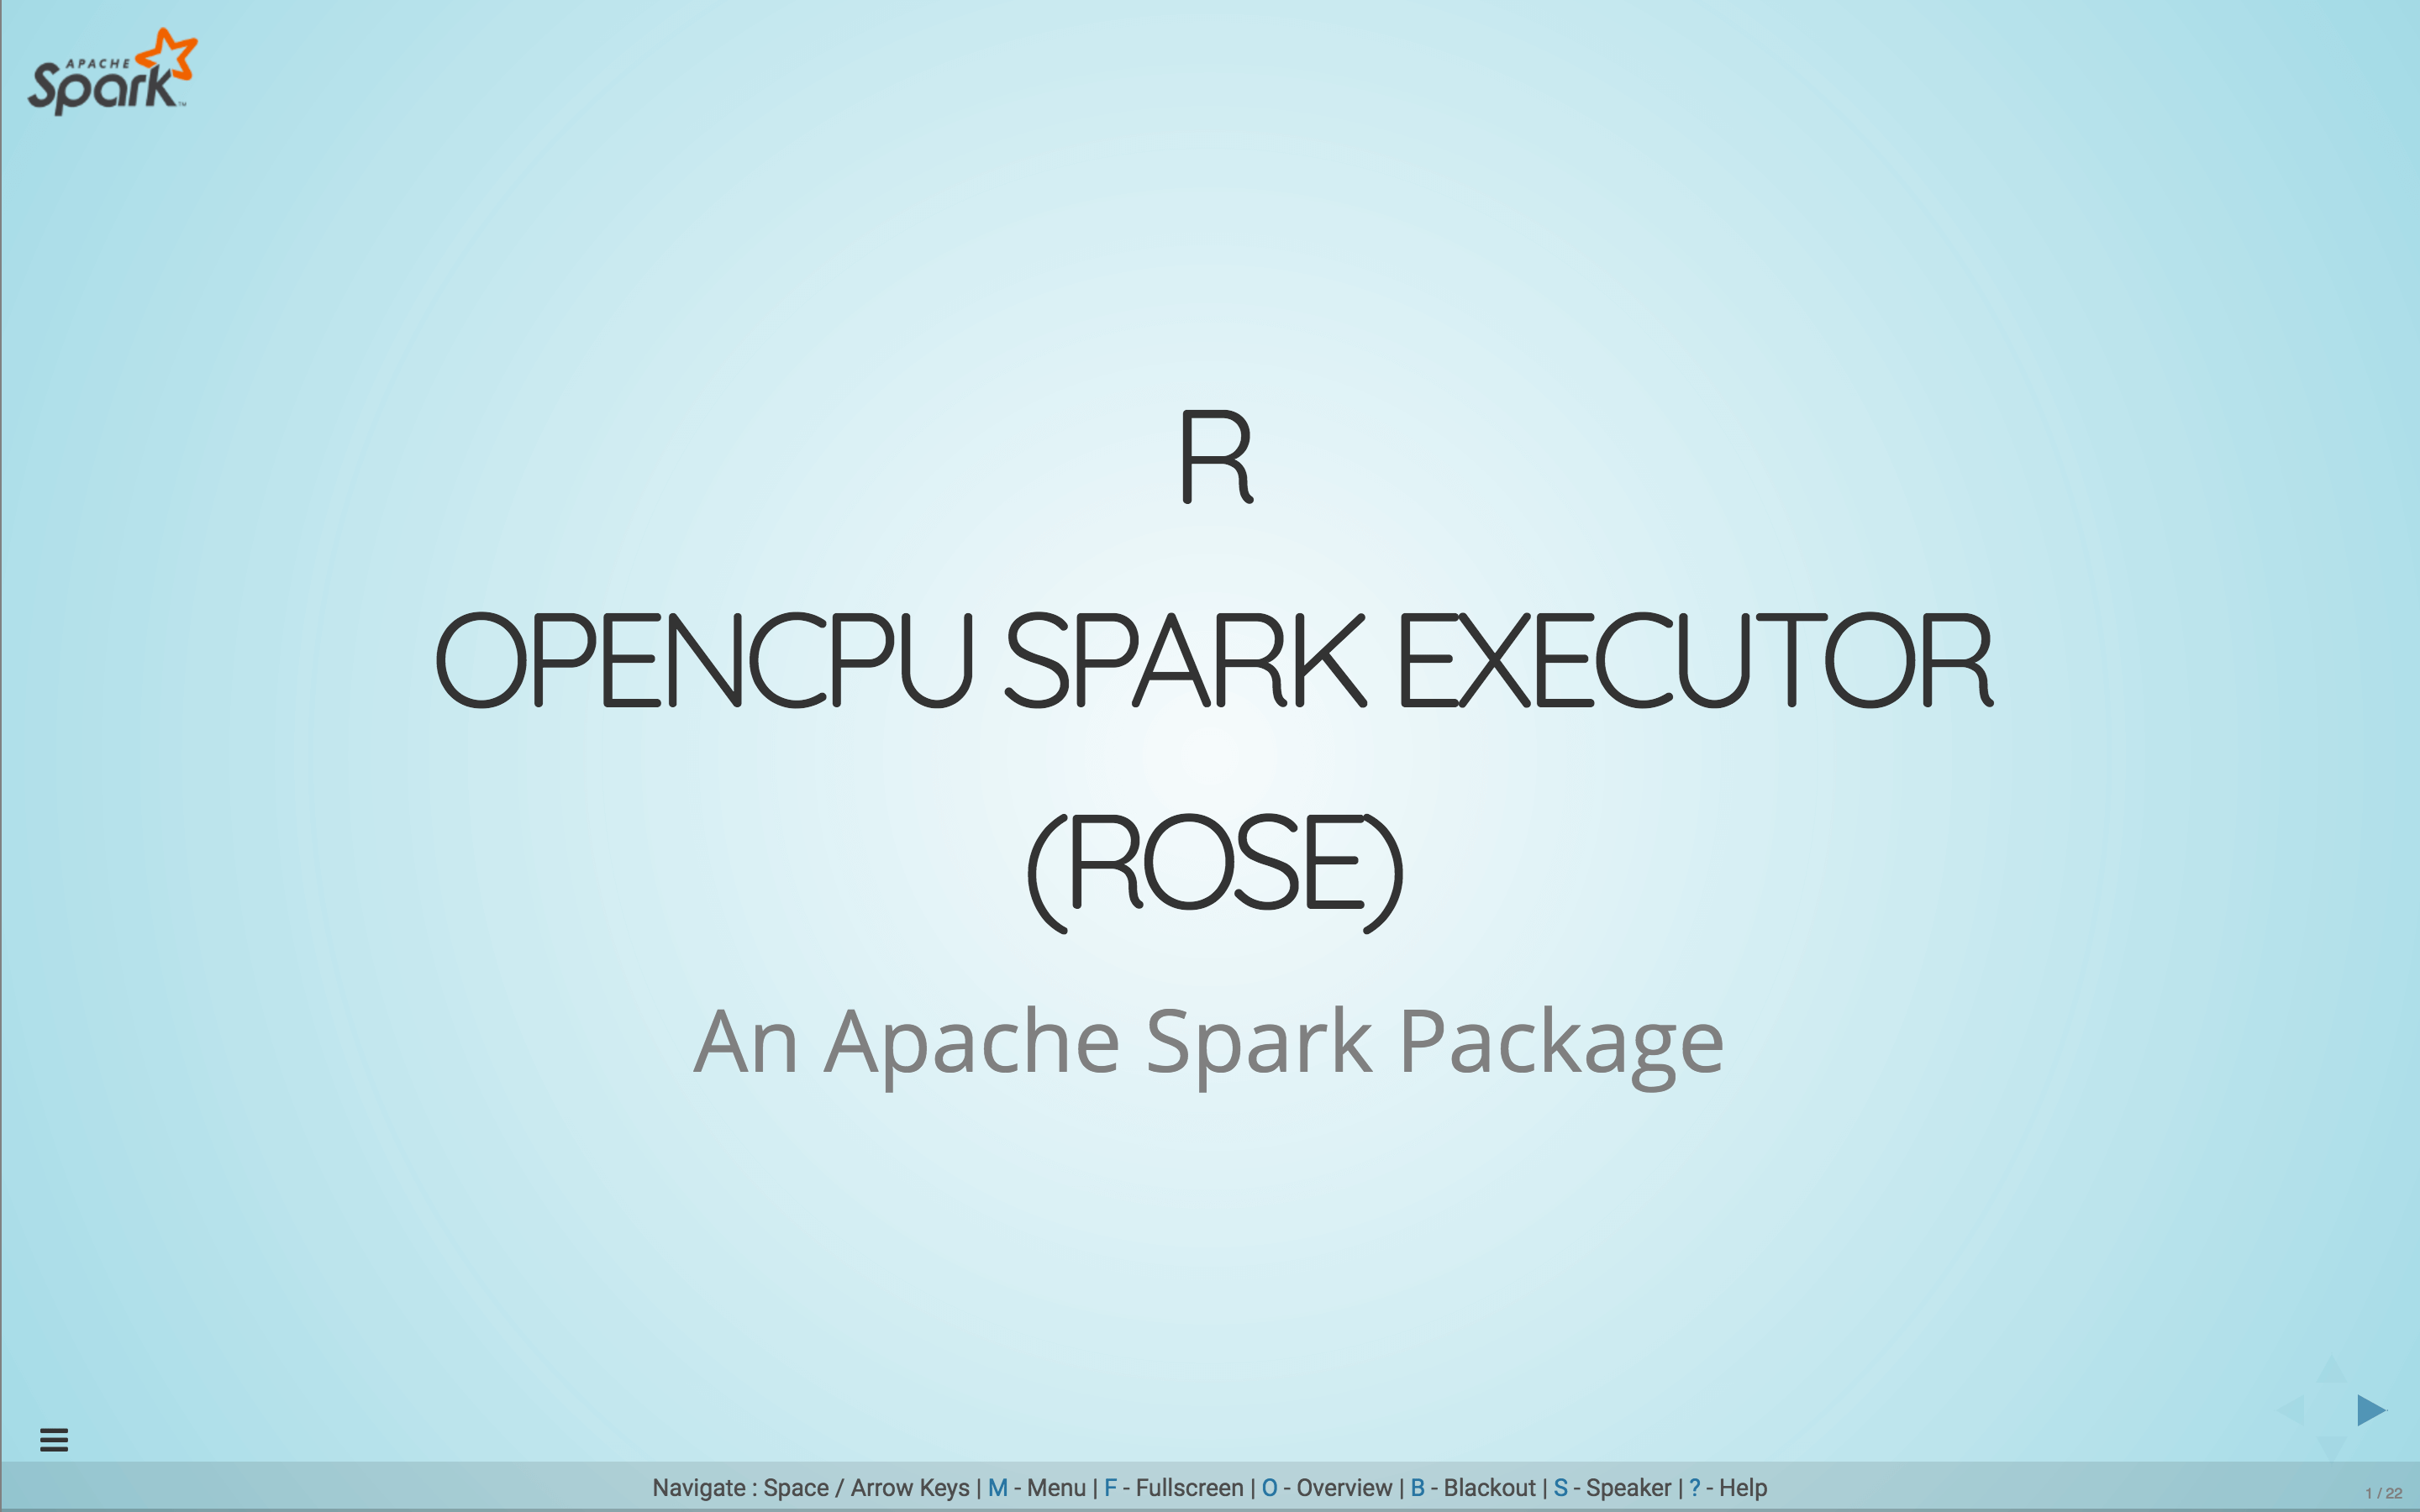 APACHE
Spark™
R
OPENCPU SPARK EXECUTOR
(ROSE)
An Apache Spark Package
Navigate : Space / Arrow Keys | M - Menu | F - Fullscreen | O - Overview | B - Blackout | S - Speaker | ? - Help
1 / 22